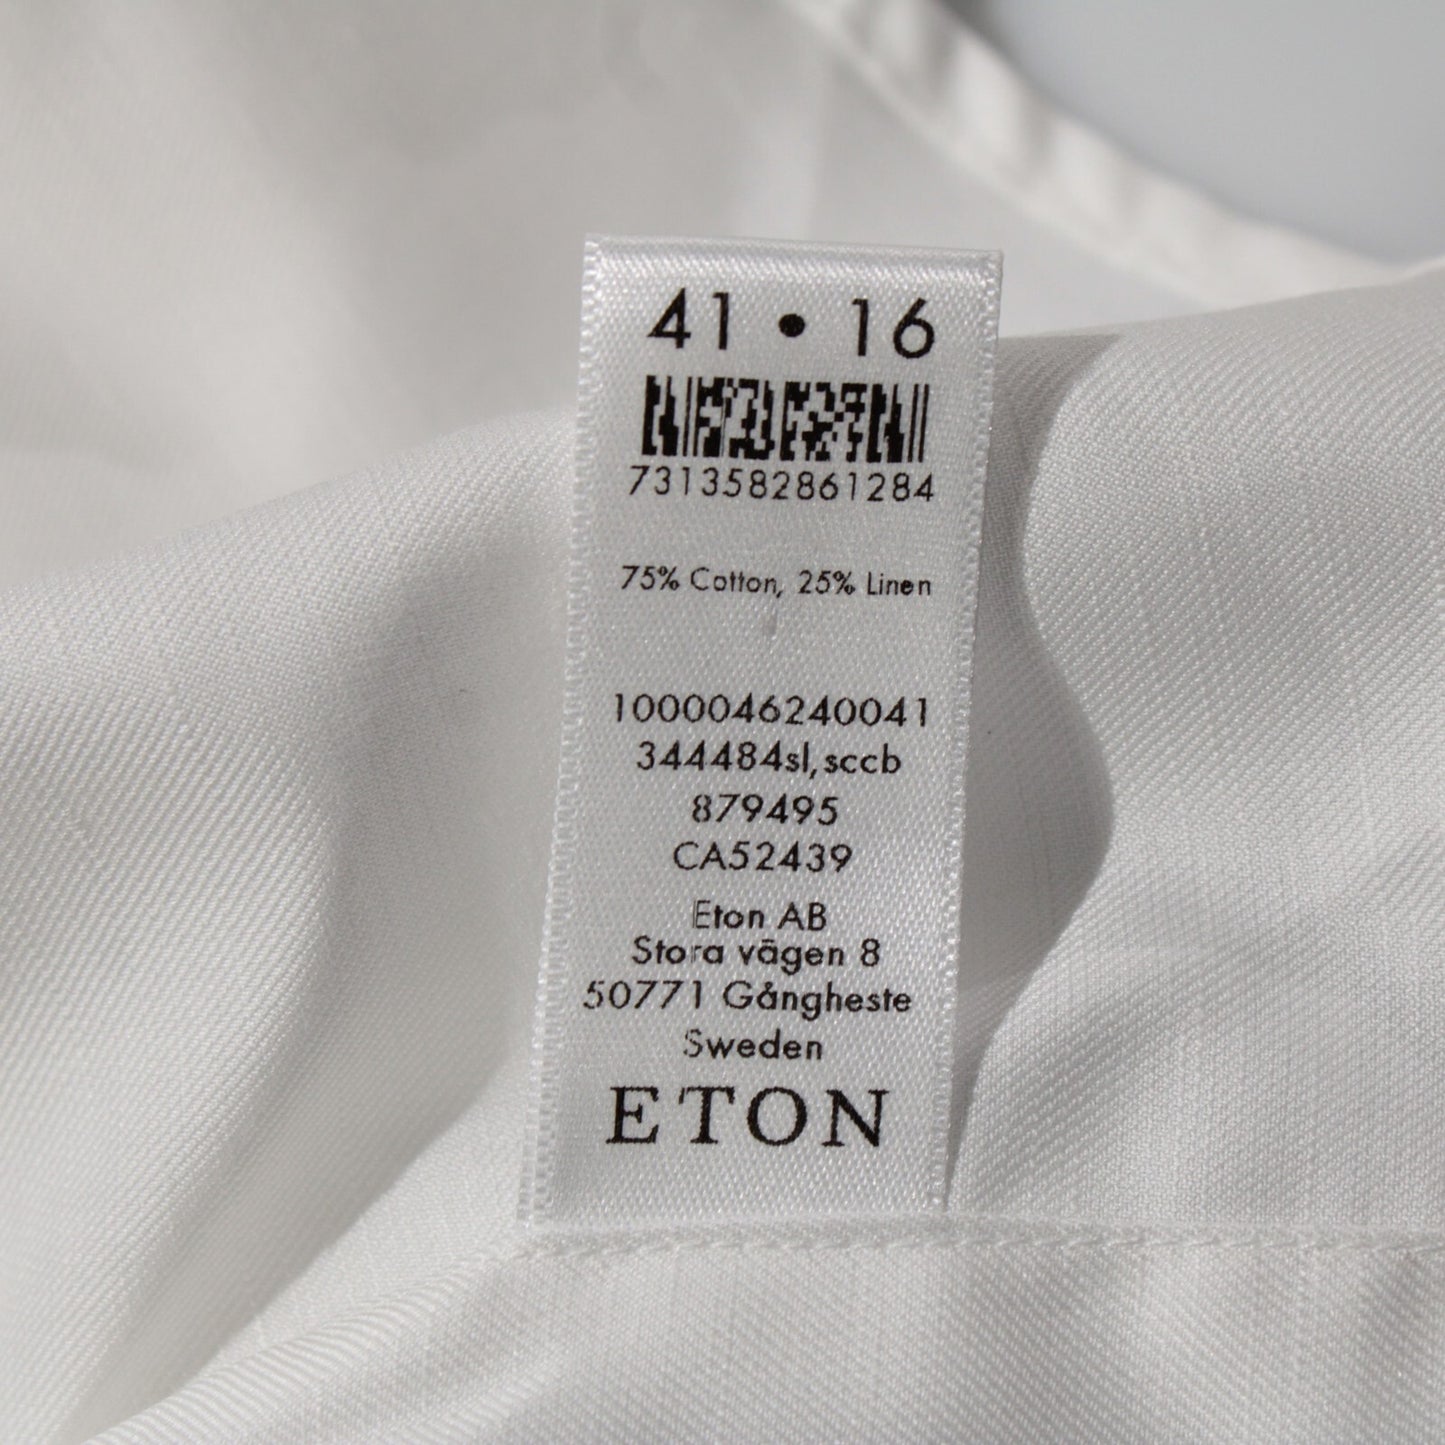 41 • 16
7313582861284
75% Cotton, 25% Linen
1000046240041
344484sl,sccb
879495
CA52439
Eton AB
Stora vägen 8
50771 Gångheste
Sweden
ETON